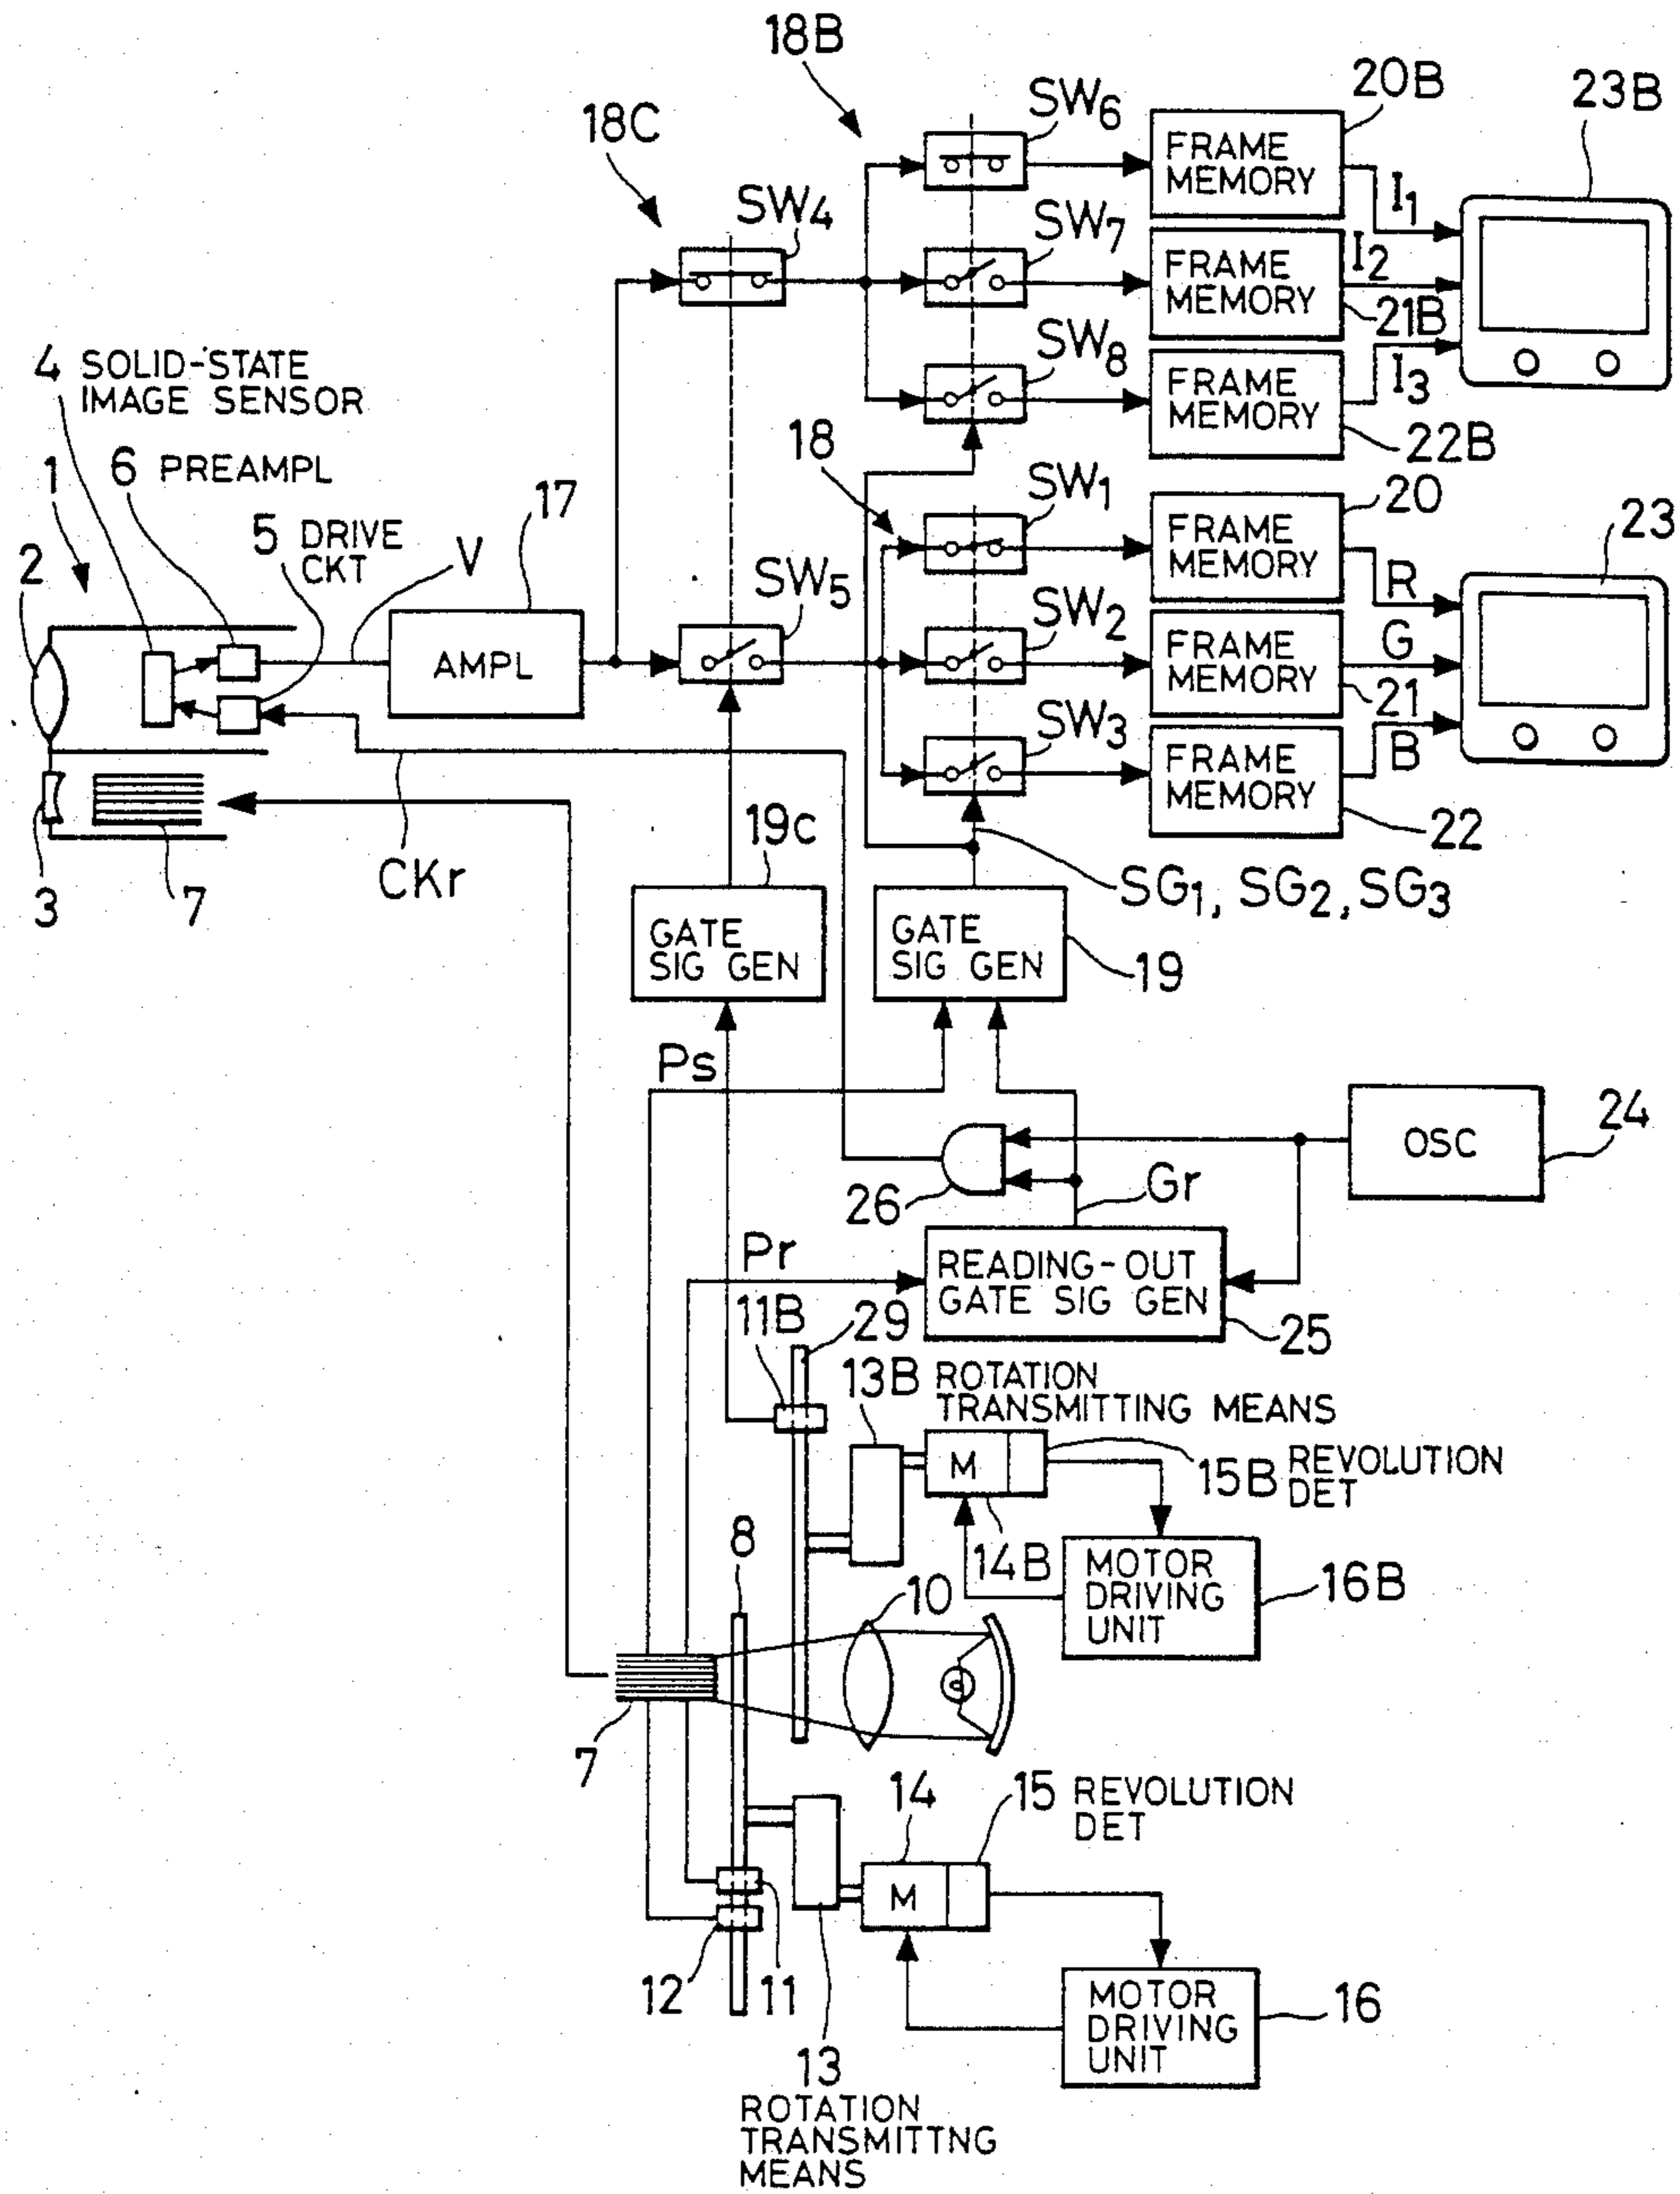 18B
20B
23B
SW6
FRAME
MEMORY
18C
I1
SW4
SW7
I2
FRAME
MEMORY
21B
4 SOLID-STATE
IMAGE SENSOR
SW8
I3
FRAME
MEMORY
22B
18
1
6 PREAMPL
SW1
20
17
FRAME
MEMORY
23
5 DRIVE
CKT
V
2
R
SW5
SW2
G
AMPL
FRAME
MEMORY
21
SW3
B
FRAME
MEMORY
22
19c
3
7
CKr
SG1, SG2, SG3
GATE
SIG GEN
GATE
SIG GEN
19
Ps
24
OSC
26
Gr
Pr
READING-OUT
GATE SIG GEN
11B
29
25
13B ROTATION
TRANSMITTING MEANS
M
15B REVOLUTION
DET
8
14B
MOTOR
DRIVING
UNIT
16B
10
7
14
15 REVOLUTION
DET
M
12
11
MOTOR
DRIVING
UNIT
16
13
ROTATION
TRANSMITTNG
MEANS